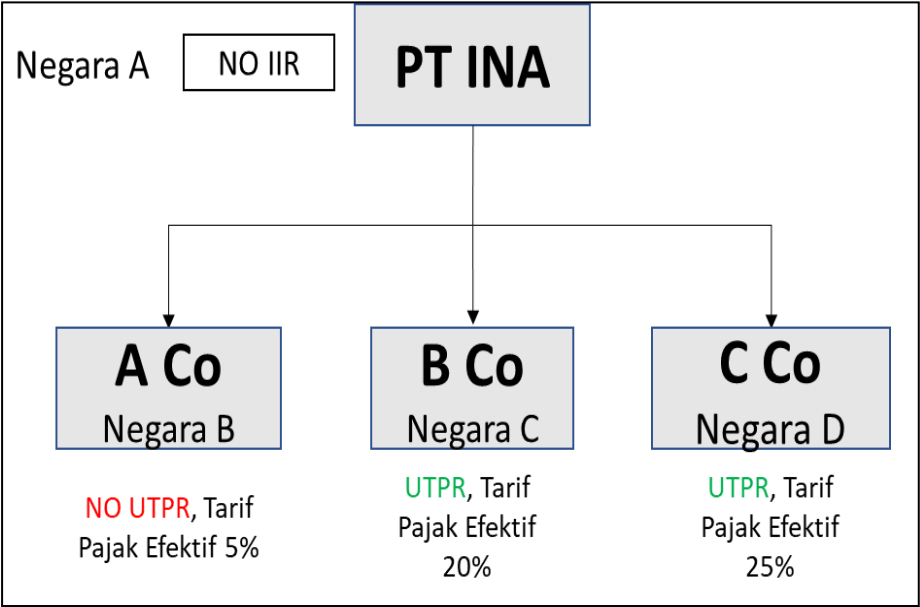 Negara A
NO IIR
PT INA
A Co
Negara B
B Co
Negara C
C Co
Negara D
NO UTPR, Tarif
Pajak Efektif 5%
UTPR, Tarif
Pajak Efektif
20%
UTPR, Tarif
Pajak Efektif
25%